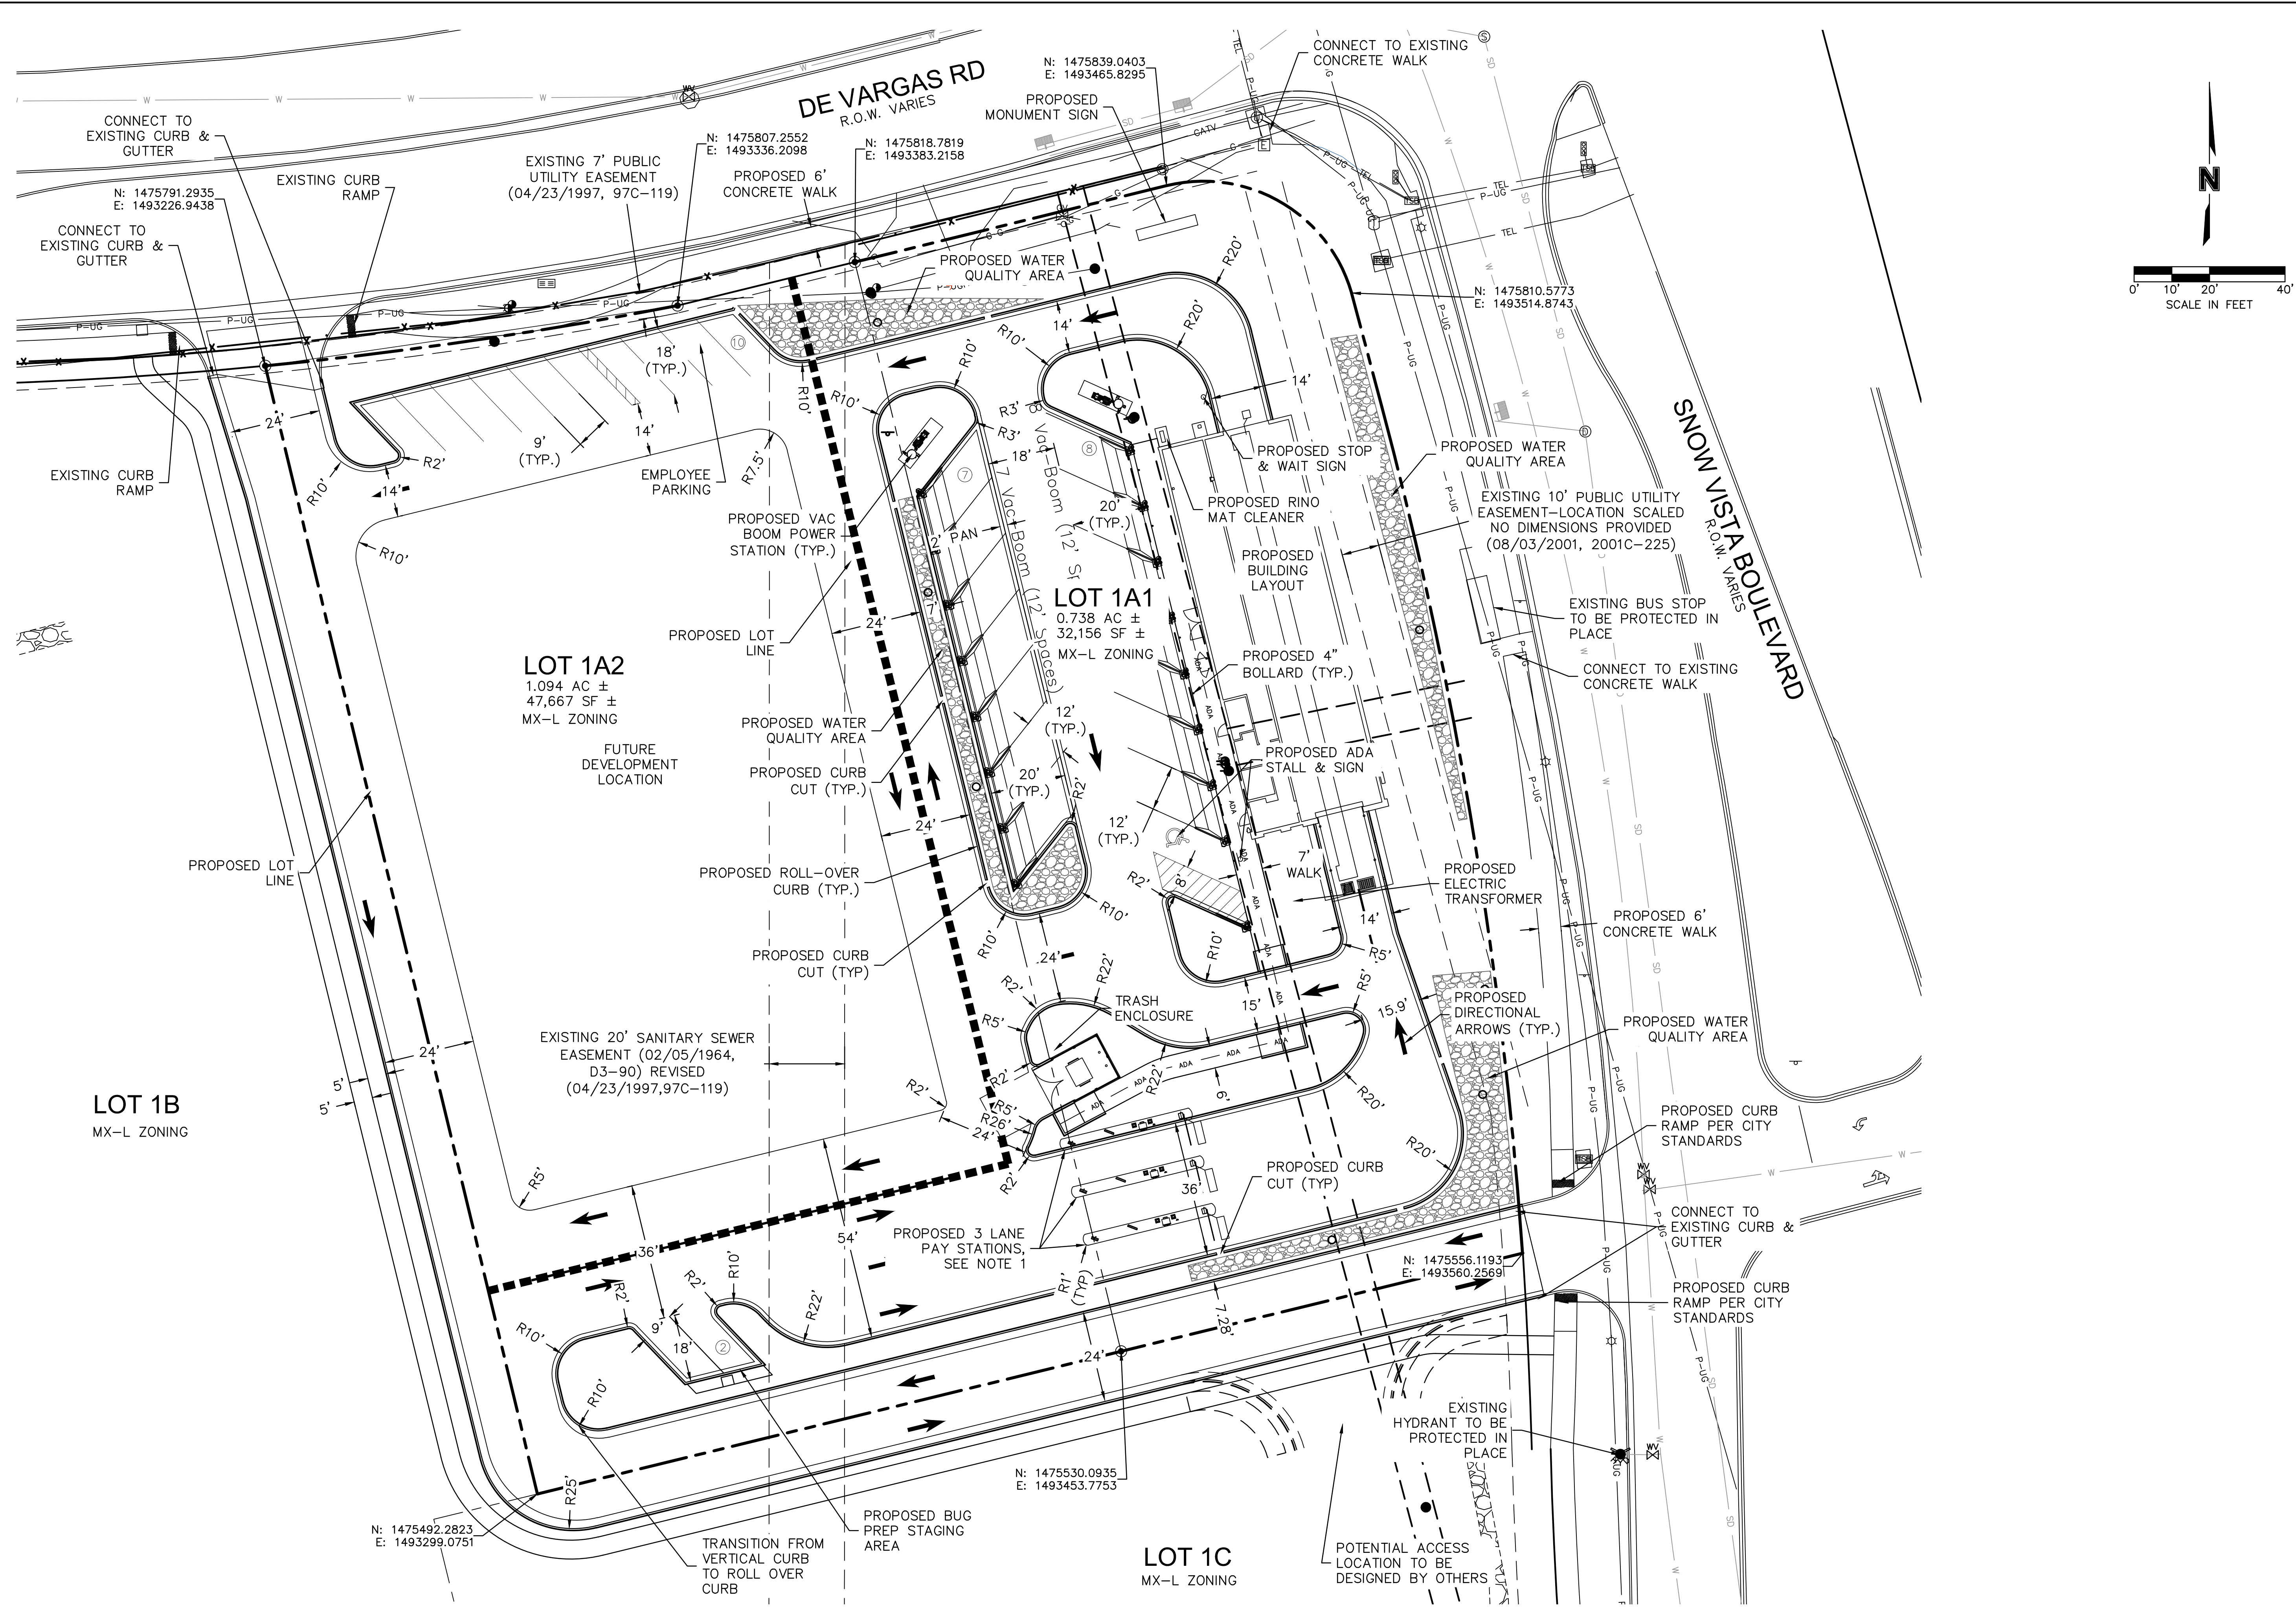 DE VARGAS RD
R.O.W. VARIES
N: 1475839.0403
E: 1493465.8295
CONNECT TO EXISTING
CONCRETE WALK
PROPOSED
MONUMENT SIGN
CONNECT TO
EXISTING CURB &
GUTTER
N: 1475807.2552
E: 1493336.2098
N: 1475818.7819
E: 1493383.2158
EXISTING 7' PUBLIC
UTILITY EASEMENT
(04/23/1997, 97C-119)
PROPOSED 6'
CONCRETE WALK
EXISTING CURB
RAMP
N: 1475791.2935
E: 1493226.9438
CONNECT TO
EXISTING CURB &
GUTTER
PROPOSED WATER
QUALITY AREA
N: 1475810.5773
E: 1493514.8743
N
0' 10' 20' 40'
SCALE IN FEET
SNOW VISTA BOULEVARD
R.O.W. VARIES
EXISTING CURB
RAMP
24'
R10'
R2'
14'
R10'
9'
(TYP.)
14'
18'
(TYP.)
10
EMPLOYEE
PARKING
R7.5'
R10'
R10'
R10'
R3'
18'
7
R10'
R20'
R20'
14'
14'
R3'
8
20'
(TYP.)
PROPOSED STOP
& WAIT SIGN
PROPOSED RINO
MAT CLEANER
PROPOSED WATER
QUALITY AREA
EXISTING 10' PUBLIC UTILITY
EASEMENT-LOCATION SCALED
NO DIMENSIONS PROVIDED
(08/03/2001, 2001C-225)
PROPOSED VAC
BOOM POWER
STATION (TYP.)
2' PAN
7 Vac-Boom (12' Spaces)
8 Vac-Boom (12'
PROPOSED
BUILDING
LAYOUT
LOT 1A1
0.738 AC ±
32,156 SF ±
MX-L ZONING
EXISTING BUS STOP
TO BE PROTECTED IN
PLACE
CONNECT TO EXISTING
CONCRETE WALK
PROPOSED 4"
BOLLARD (TYP.)
PROPOSED LOT
LINE
24'
7'
LOT 1A2
1.094 AC ±
47,667 SF ±
MX-L ZONING
FUTURE
DEVELOPMENT
LOCATION
PROPOSED WATER
QUALITY AREA
PROPOSED CURB
CUT (TYP.)
12'
(TYP.)
20'
(TYP.)
R2'
24'
PROPOSED ADA
STALL & SIGN
12'
(TYP.)
PROPOSED LOT
LINE
PROPOSED ROLL-OVER
CURB (TYP.)
R2'
8'
7'
WALK
PROPOSED
ELECTRIC
TRANSFORMER
14'
R10'
R10'
R10'
R5'
PROPOSED 6'
CONCRETE WALK
PROPOSED CURB
CUT (TYP)
24'
R22'
R2'
R5'
TRASH
ENCLOSURE
15'
R5'
15.9'
PROPOSED
DIRECTIONAL
ARROWS (TYP.)
PROPOSED WATER
QUALITY AREA
EXISTING 20' SANITARY SEWER
EASEMENT (02/05/1964,
D3-90) REVISED
(04/23/1997,97C-119)
24'
5'
5'
LOT 1B
MX-L ZONING
R2'
R2'
R5'
R26'
24'
R2'
R22'
6'
R20'
R20'
PROPOSED CURB
RAMP PER CITY
STANDARDS
R5'
36'
PROPOSED CURB
CUT (TYP)
PROPOSED 3 LANE
PAY STATIONS,
SEE NOTE 1
54'
36'
CONNECT TO
EXISTING CURB &
GUTTER
N: 1475556.1193
E: 1493560.2569
PROPOSED CURB
RAMP PER CITY
STANDARDS
R2'
R2'
R10'
R22'
R1'
(TYP)
7.28'
R10'
9'
18'
2
24'
R10'
R25'
EXISTING
HYDRANT TO BE
PROTECTED IN
PLACE
N: 1475530.0935
E: 1493453.7753
N: 1475492.2823
E: 1493299.0751
PROPOSED BUG
PREP STAGING
AREA
TRANSITION FROM
VERTICAL CURB
TO ROLL OVER
CURB
LOT 1C
MX-L ZONING
POTENTIAL ACCESS
LOCATION TO BE
DESIGNED BY OTHERS